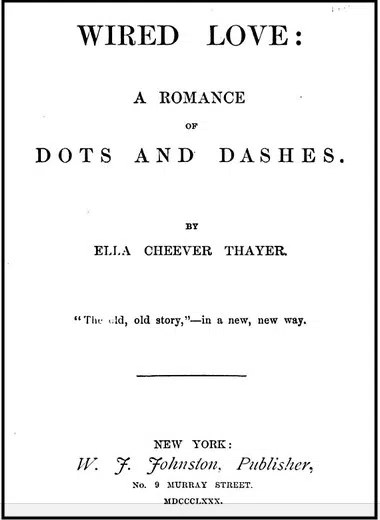 WIRED LOVE:
A ROMANCE
OF
DOTS AND DASHES.
BY
ELLA CHEEVER THAYER.
"The old, old story,"—in a new, new way.
NEW YORK:
W. J. Johnston, Publisher,
No. 9 MURRAY STREET.
MDCCCLXXX.